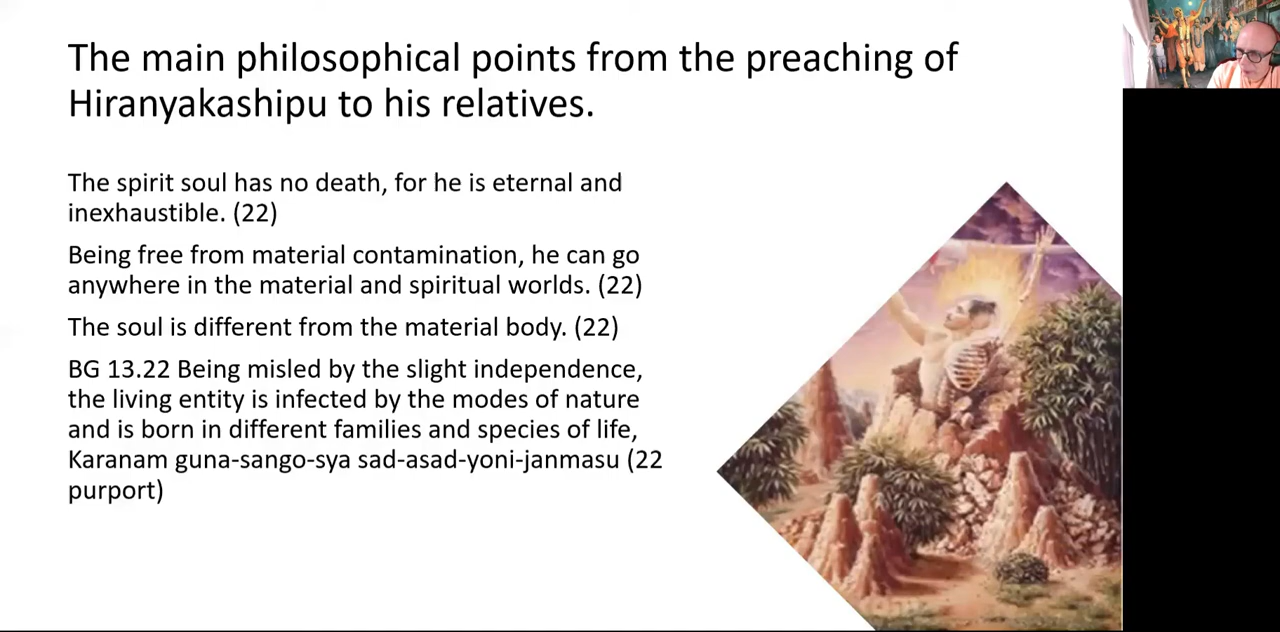 The main philosophical points from the preaching of
Hiranyakashipu to his relatives.
The spirit soul has no death, for he is eternal and
inexhaustible. (22)
Being free from material contamination, he can go
anywhere in the material and spiritual worlds. (22)
The soul is different from the material body. (22)
BG 13.22 Being misled by the slight independence,
the living entity is infected by the modes of nature
and is born in different families and species of life,
Karanam guna-sango-sya sad-asad-yoni-janmasu (22
purport)